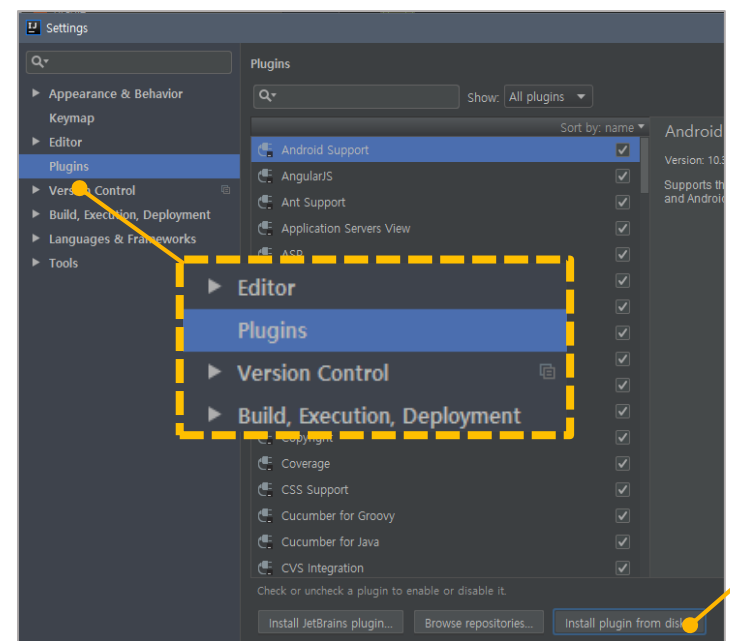 Settings
Appearance & Behavior
Keymap
Editor
Plugins
Version Control
Build, Execution, Deployment
Languages & Frameworks
Tools
Plugins
Show: All plugins
Sort by: name
Android Support
AngularJS
Ant Support
Application Servers View
ASP
Editor
Plugins
Version Control
Build, Execution, Deployment
Copyright
Coverage
CSS Support
Cucumber for Groovy
Cucumber for Java
CVS Integration
Check or uncheck a plugin to enable or disable it.
Install JetBrains plugin...
Browse repositories...
Install plugin from disk
Android
Version: 10.
Supports th
and Androi